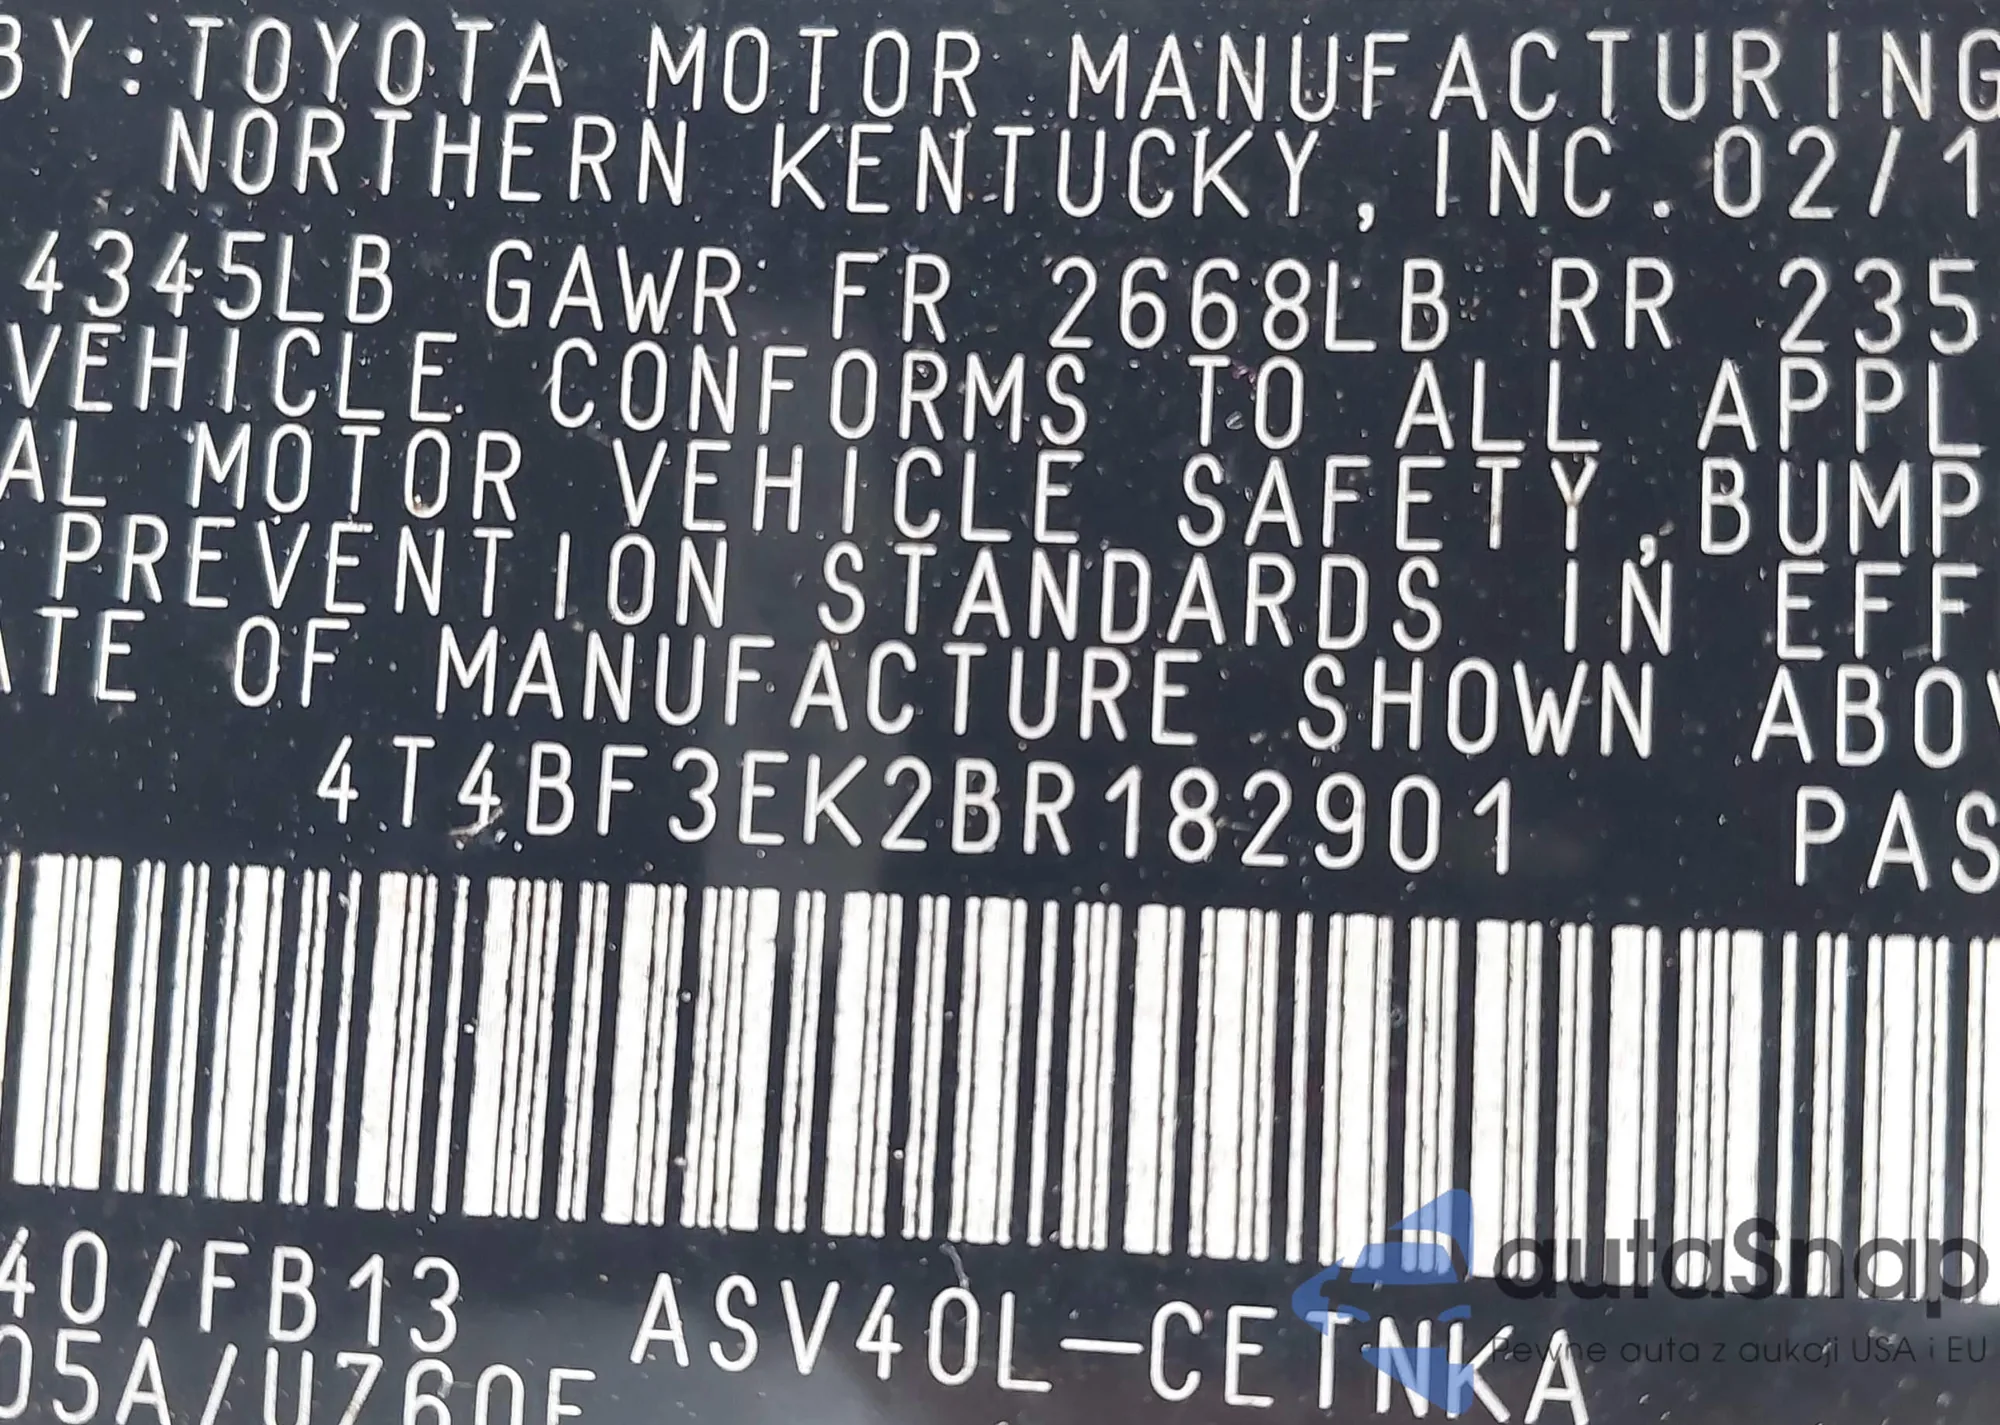 BY:TOYOTA MOTOR MANUFACTURING
NORTHERN KENTUCKY, INC. 02/1
4345LB GAWR FR 2668LB RR 235
VEHICLE CONFORMS TO ALL APPL
AL MOTOR VEHICLE SAFETY,BUMP
PREVENTION STANDARDS IN EFF
ATE OF MANUFACTURE SHOWN ABOV
4T4BF3EK2BR182901 PAS
40/FB13 ASV40L-CETNKA
05A/UZ60E
autaSnap
Pewne auta z aukcji USA i EU